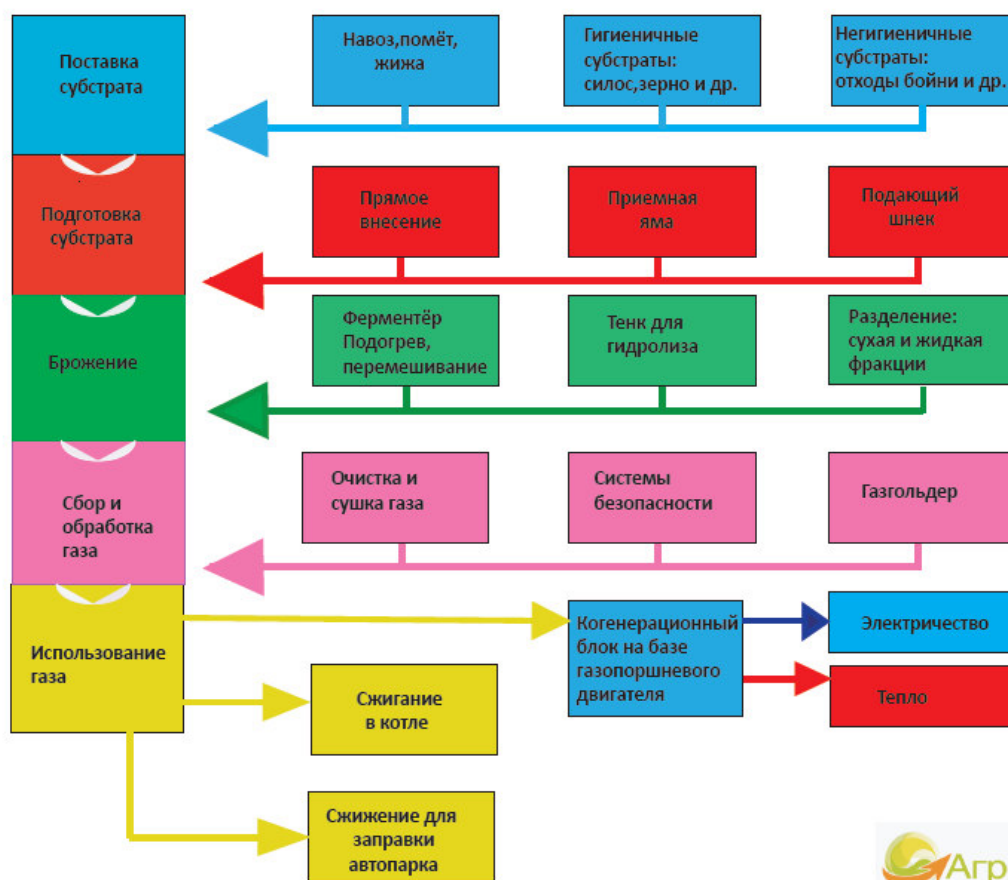 Поставка
субстрата
Навоз,помёт,
жижа
Гигиеничные
субстраты:
силос,зерно и др.
Негигиеничные
субстраты:
отходы бойни и др.
Подготовка
субстрата
Прямое
внесение
Приемная
яма
Подающий
шнек
Брожение
Ферментёр
Подогрев,
перемешивание
Тенк для
гидролиза
Разделение:
сухая и жидкая
фракции
Сбор и
обработка
газа
Очистка и
сушка газа
Системы
безопасности
Газгольдер
Использование
газа
Когенерационный
блок на базе
газопоршневого
двигателя
Электричество
Тепло
Сжигание
в котле
Сжижение для
заправки
автопарка
Агр